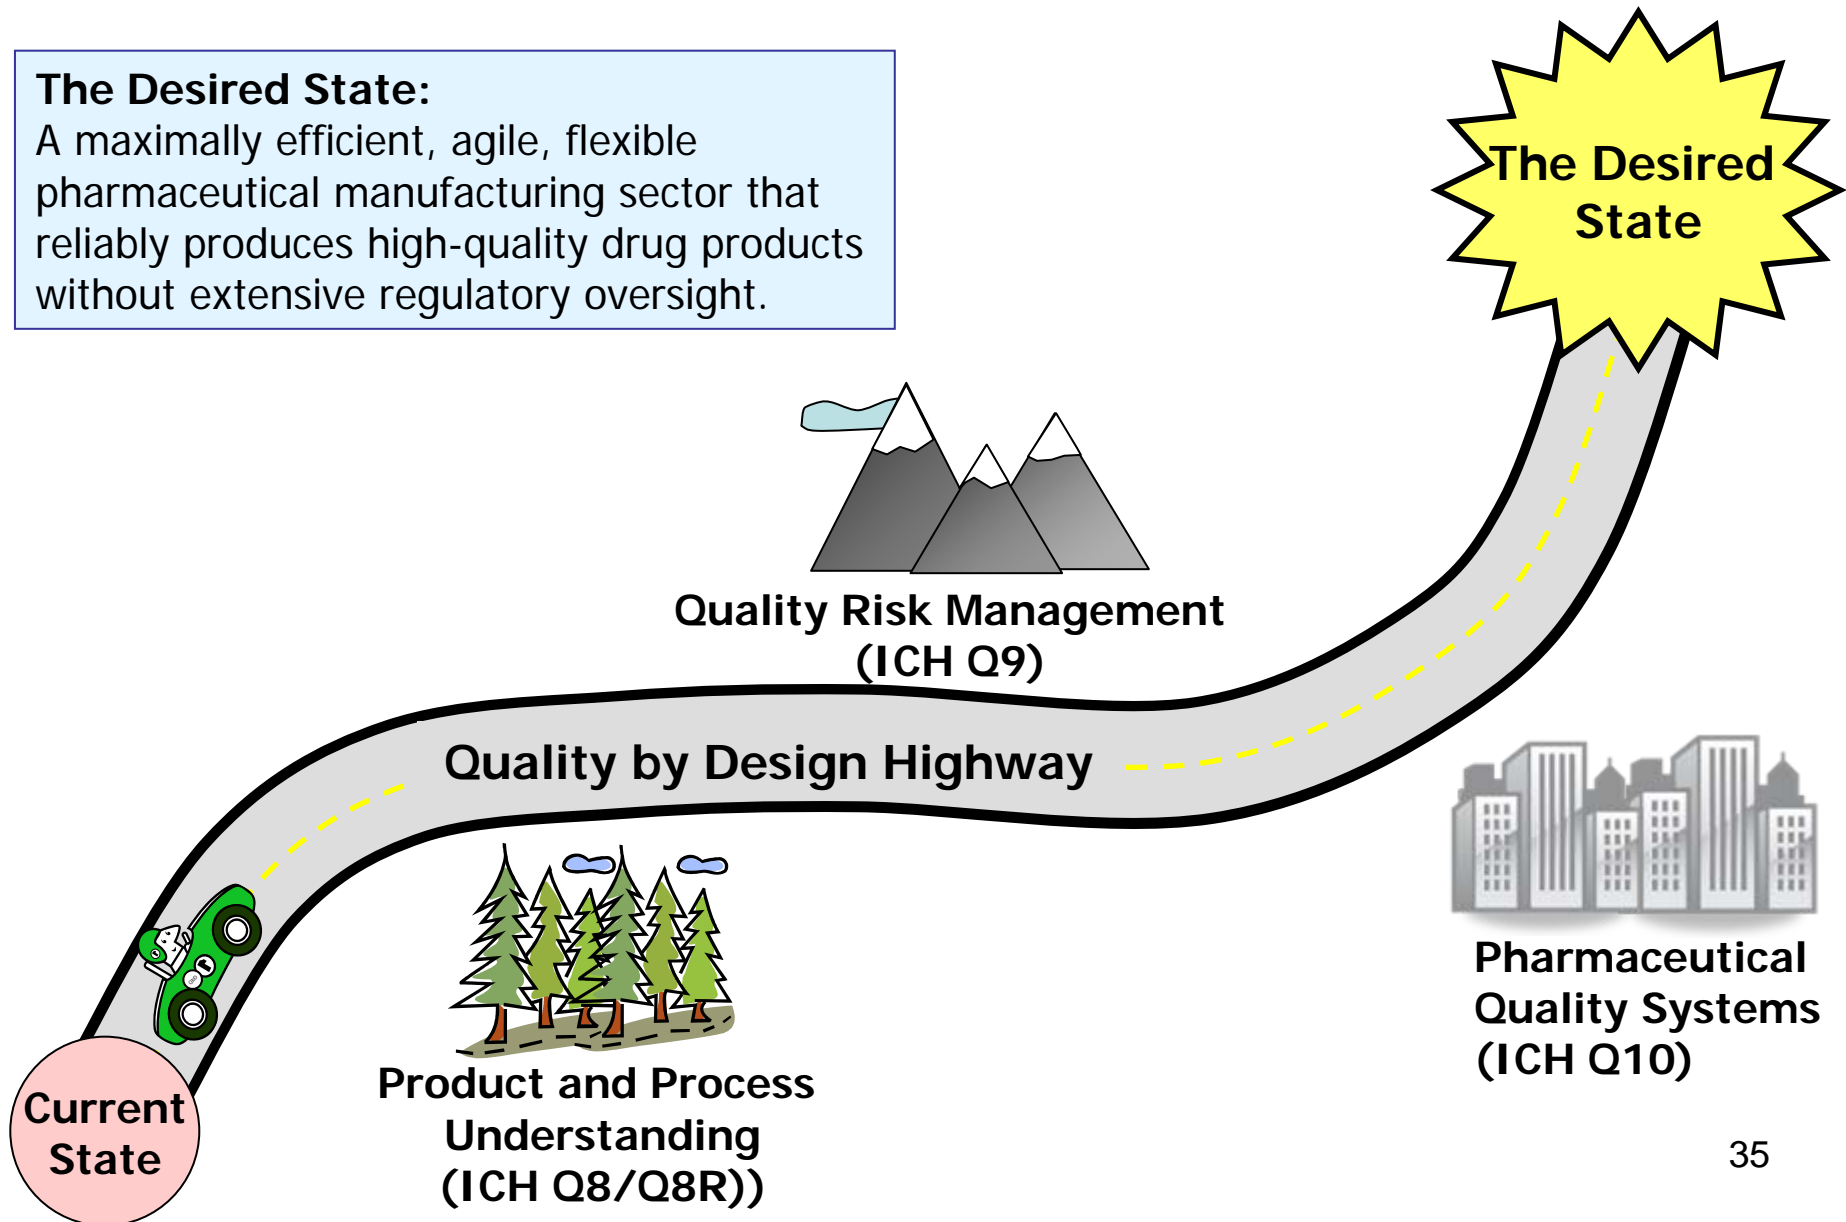 The Desired State:
A maximally efficient, agile, flexible
pharmaceutical manufacturing sector that
reliably produces high-quality drug products
without extensive regulatory oversight.
The Desired
State
Quality Risk Management
(ICH Q9)
Quality by Design Highway
Pharmaceutical
Quality Systems
(ICH Q10)
Product and Process
Understanding
(ICH Q8/Q8R))
Current
State
35